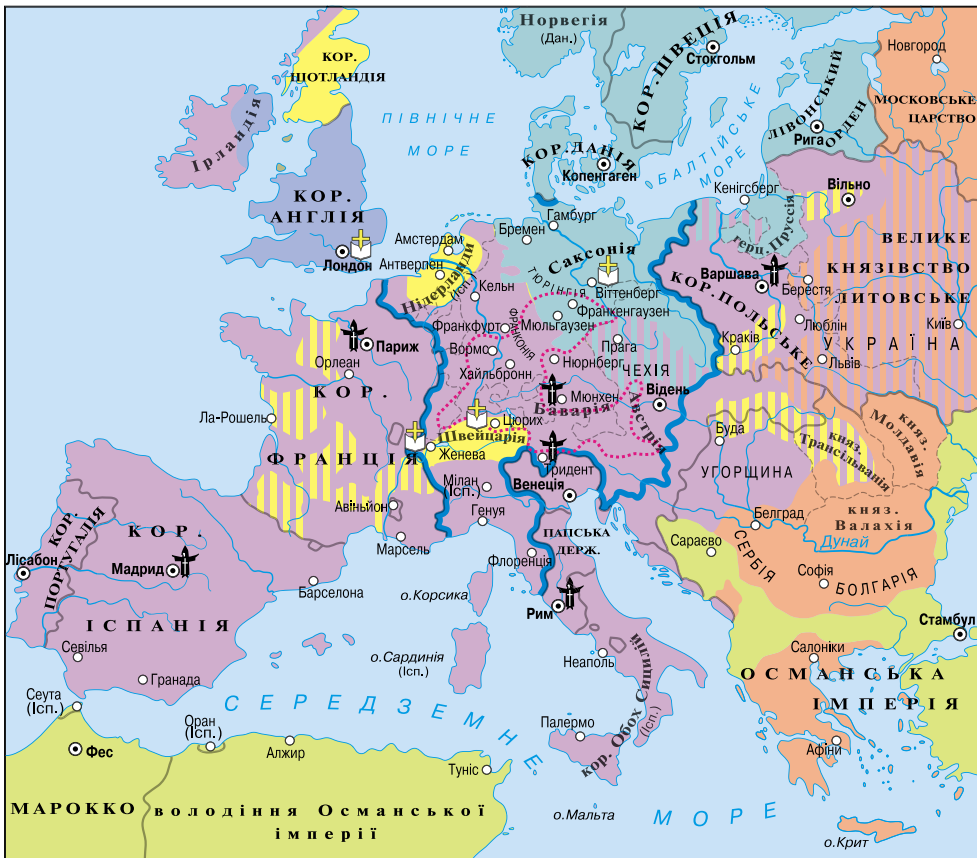 Норвегія
(Дан.)
КОР. ШВЕЦІЯ
Стокгольм
Новгород
МОСКОВСЬКЕ
ЦАРСТВО
КОР.
ШОТЛАНДІЯ
Ірландія
ПІВНІЧНЕ
МОРЕ
КОР. ДАНІЯ
Копенгаген
БАЛТІЙСЬКЕ
МОРЕ
ЛІВОНСЬКИЙ
ОРДЕН
Рига
КОР.
АНГЛІЯ
Лондон
Кенігсберг
герц. Пруссія
Вільно
Гамбург
Бремен
Амстердам
Антверпен
Нідерланди
(Ісп.)
Саксонія
ТЮРІНГІЯ
Віттенберг
Кельн
Франкенгаузен
Мюльгаузен
ФРАНКОНІЯ
Франкфурт
Вормс
Хайльбронн
Нюрнберг
Прага
ЧЕХІЯ
Варшава
Берестя
КОР. ПОЛЬСЬКЕ
Люблін
Краків
Львів
ВЕЛИКЕ
КНЯЗІВСТВО
ЛИТОВСЬКЕ
Київ
УКРАЇНА
Париж
Орлеан
КОР.
ФРАНЦІЯ
Ла-Рошель
Мюнхен
Баварія
Австрія
Відень
Цюрих
Швейцарія
Женева
Тридент
Мілан
(Ісп.)
Венеція
Буда
УГОРЩИНА
княз.
Трансільванія
княз.
Молдавія
княз.
Валахія
Дунай
Белград
Сараєво
СЕРБІЯ
Софія
БОЛГАРІЯ
Авіньйон
Марсель
Генуя
Флоренція
ПАПСЬКА
ДЕРЖ.
Рим
КОР.
ПОРТУГАЛІЯ
Лісабон
КОР.
Мадрид
ІСПАНІЯ
Барселона
Севілья
Гранада
о.Корсика
о.Сардинія
(Ісп.)
Неаполь
кор. Обох Сицилій
(Ісп.)
Палермо
Стамбул
Салоніки
ОСМАНСЬКА
ІМПЕРІЯ
Афіни
Сеута
(Ісп.)
Оран
(Ісп.)
Фес
Алжир
Туніс
СЕРЕДЗЕМНЕ
МОРЕ
МАРОККО
володіння Османської
імперії
о.Мальта
о.Крит